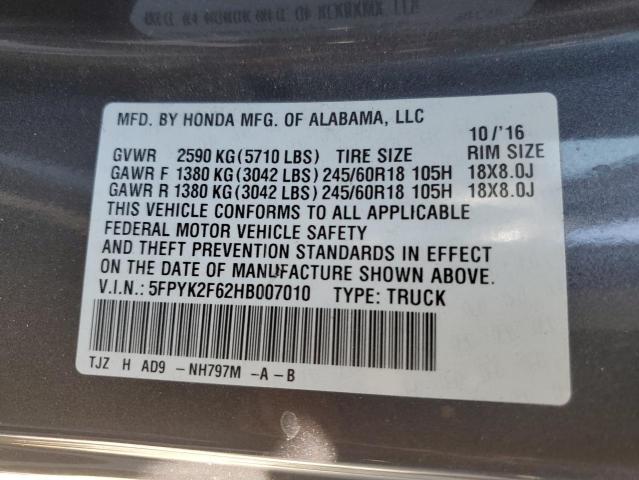 MFD. BY HONDA MFG. OF ALABAMA, LLC
10/'16
GVWR 2590 KG(5710 LBS) TIRE SIZE RIM SIZE
GAWR F 1380 KG(3042 LBS) 245/60R18 105H 18X8.0J
GAWR R 1380 KG(3042 LBS) 245/60R18 105H 18X8.0J
THIS VEHICLE CONFORMS TO ALL APPLICABLE
FEDERAL MOTOR VEHICLE SAFETY
AND THEFT PREVENTION STANDARDS IN EFFECT
ON THE DATE OF MANUFACTURE SHOWN ABOVE.
V.I.N.: 5FPYK2F62HB007010 TYPE: TRUCK
TJZ H AD9 -NH797M -A -B